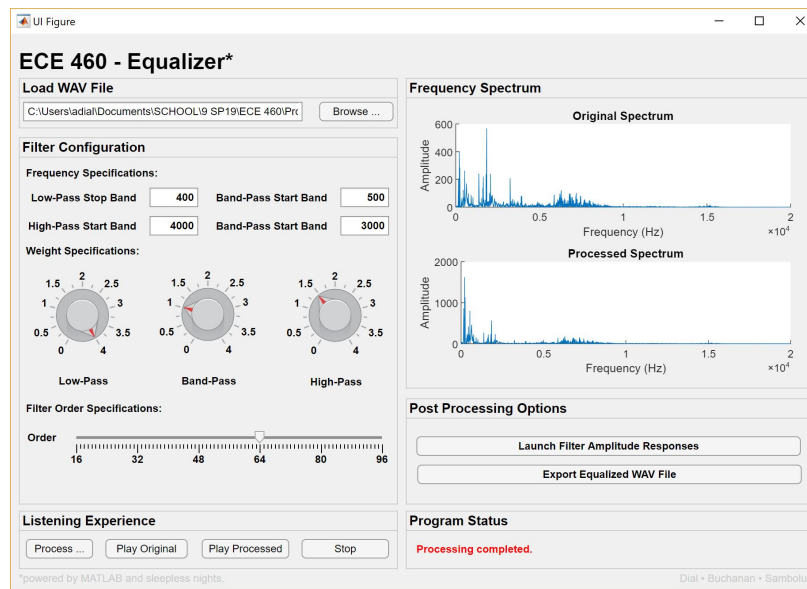 UI Figure
ECE 460 - Equalizer*
Load WAV File
C:\Users\adial\Documents\SCHOOL\9 SP19\ECE 460\Pro
Browse ...
Filter Configuration
Frequency Specifications:
Low-Pass Stop Band 400 Band-Pass Start Band 500
High-Pass Start Band 4000 Band-Pass Start Band 3000
Weight Specifications:
0 0.5 1 1.5 2 2.5 3 3.5 4
Low-Pass
0 0.5 1 1.5 2 2.5 3 3.5 4
Band-Pass
0 0.5 1 1.5 2 2.5 3 3.5 4
High-Pass
Filter Order Specifications:
Order
16 32 48 64 80 96
Listening Experience
Process ... Play Original Play Processed Stop
*powered by MATLAB and sleepless nights.
Frequency Spectrum
Original Spectrum
Amplitude
600
400
200
0
0 0.5 1 1.5 2
Frequency (Hz)
×10⁴
Processed Spectrum
Amplitude
2000
1000
0
0 0.5 1 1.5 2
Frequency (Hz)
×10⁴
Post Processing Options
Launch Filter Amplitude Responses
Export Equalized WAV File
Program Status
Processing completed.
Dial • Buchanan • Sambolu